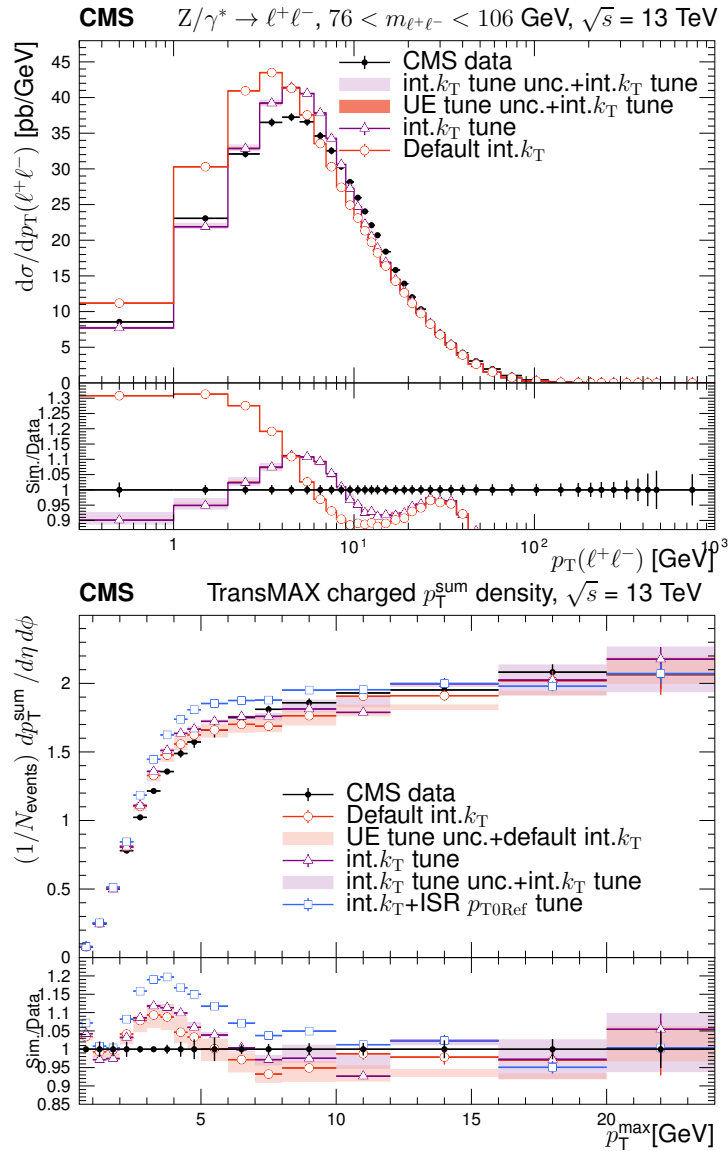 CMS Z/γ* → ℓ⁺ℓ⁻, 76 < m_{ℓ⁺ℓ⁻} < 106 GeV, √s = 13 TeV
dσ/dp_T(ℓ⁺ℓ⁻) [pb/GeV]
45
40
35
30
25
20
15
10
5
0
CMS data
int.k_T tune unc.+int.k_T tune
UE tune unc.+int.k_T tune
int.k_T tune
Default int.k_T
Sim./Data
1.3
1.25
1.2
1.15
1.1
1.05
1
0.95
0.9
1 10 10² 10³
p_T(ℓ⁺ℓ⁻) [GeV]
CMS TransMAX charged p_T^sum density, √s = 13 TeV
(1/N_events) dp_T^sum/dη dϕ
2
1.5
1
0.5
0
CMS data
Default int.k_T
UE tune unc.+default int.k_T
int.k_T tune
int.k_T tune unc.+int.k_T tune
int.k_T+ISR p_T0Ref tune
Sim./Data
1.2
1.15
1.1
1.05
1
0.95
0.9
0.85
5 10 15 20
p_T^max[GeV]